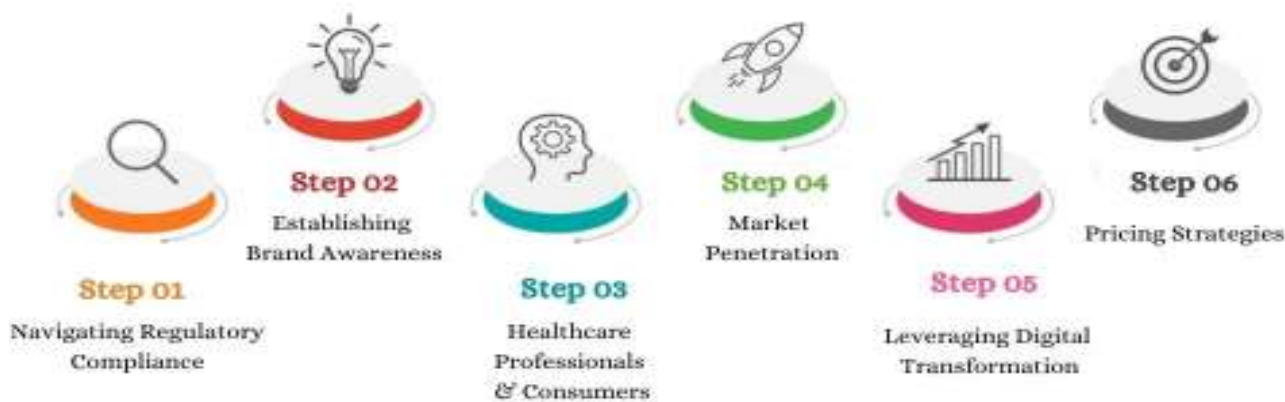 Step 01
Navigating Regulatory
Compliance
Step 02
Establishing
Brand Awareness
Step 03
Healthcare
Professionals
& Consumers
Step 04
Market
Penetration
Step 05
Leveraging Digital
Transformation
Step 06
Pricing Strategies